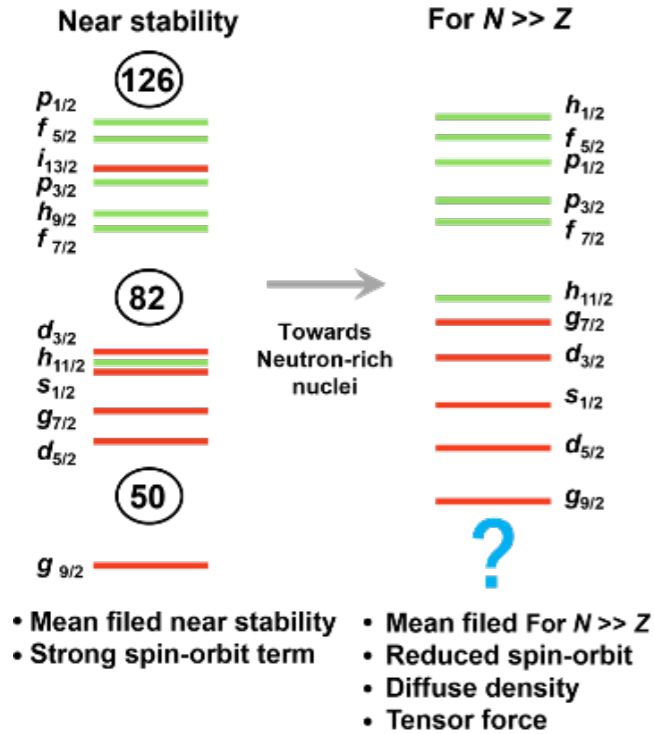 Near stability
For N >> Z
126
p1/2
f 5/2
i13/2
p3/2
h9/2
f 7/2
82
d3/2
h11/2
s1/2
g7/2
d5/2
50
g 9/2
Towards
Neutron-rich
nuclei
h1/2
f5/2
p1/2
p3/2
f 7/2
h11/2
g7/2
d3/2
s1/2
d5/2
g9/2
?
• Mean filed near stability
• Strong spin-orbit term
• Mean filed For N >> Z
• Reduced spin-orbit
• Diffuse density
• Tensor force